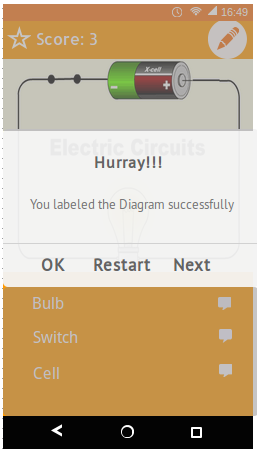 16:49
Score: 3
X-cell
- +
Electric Circuits
Hurray!!!
You labeled the Diagram successfully
OK Restart Next
Bulb
Switch
Cell